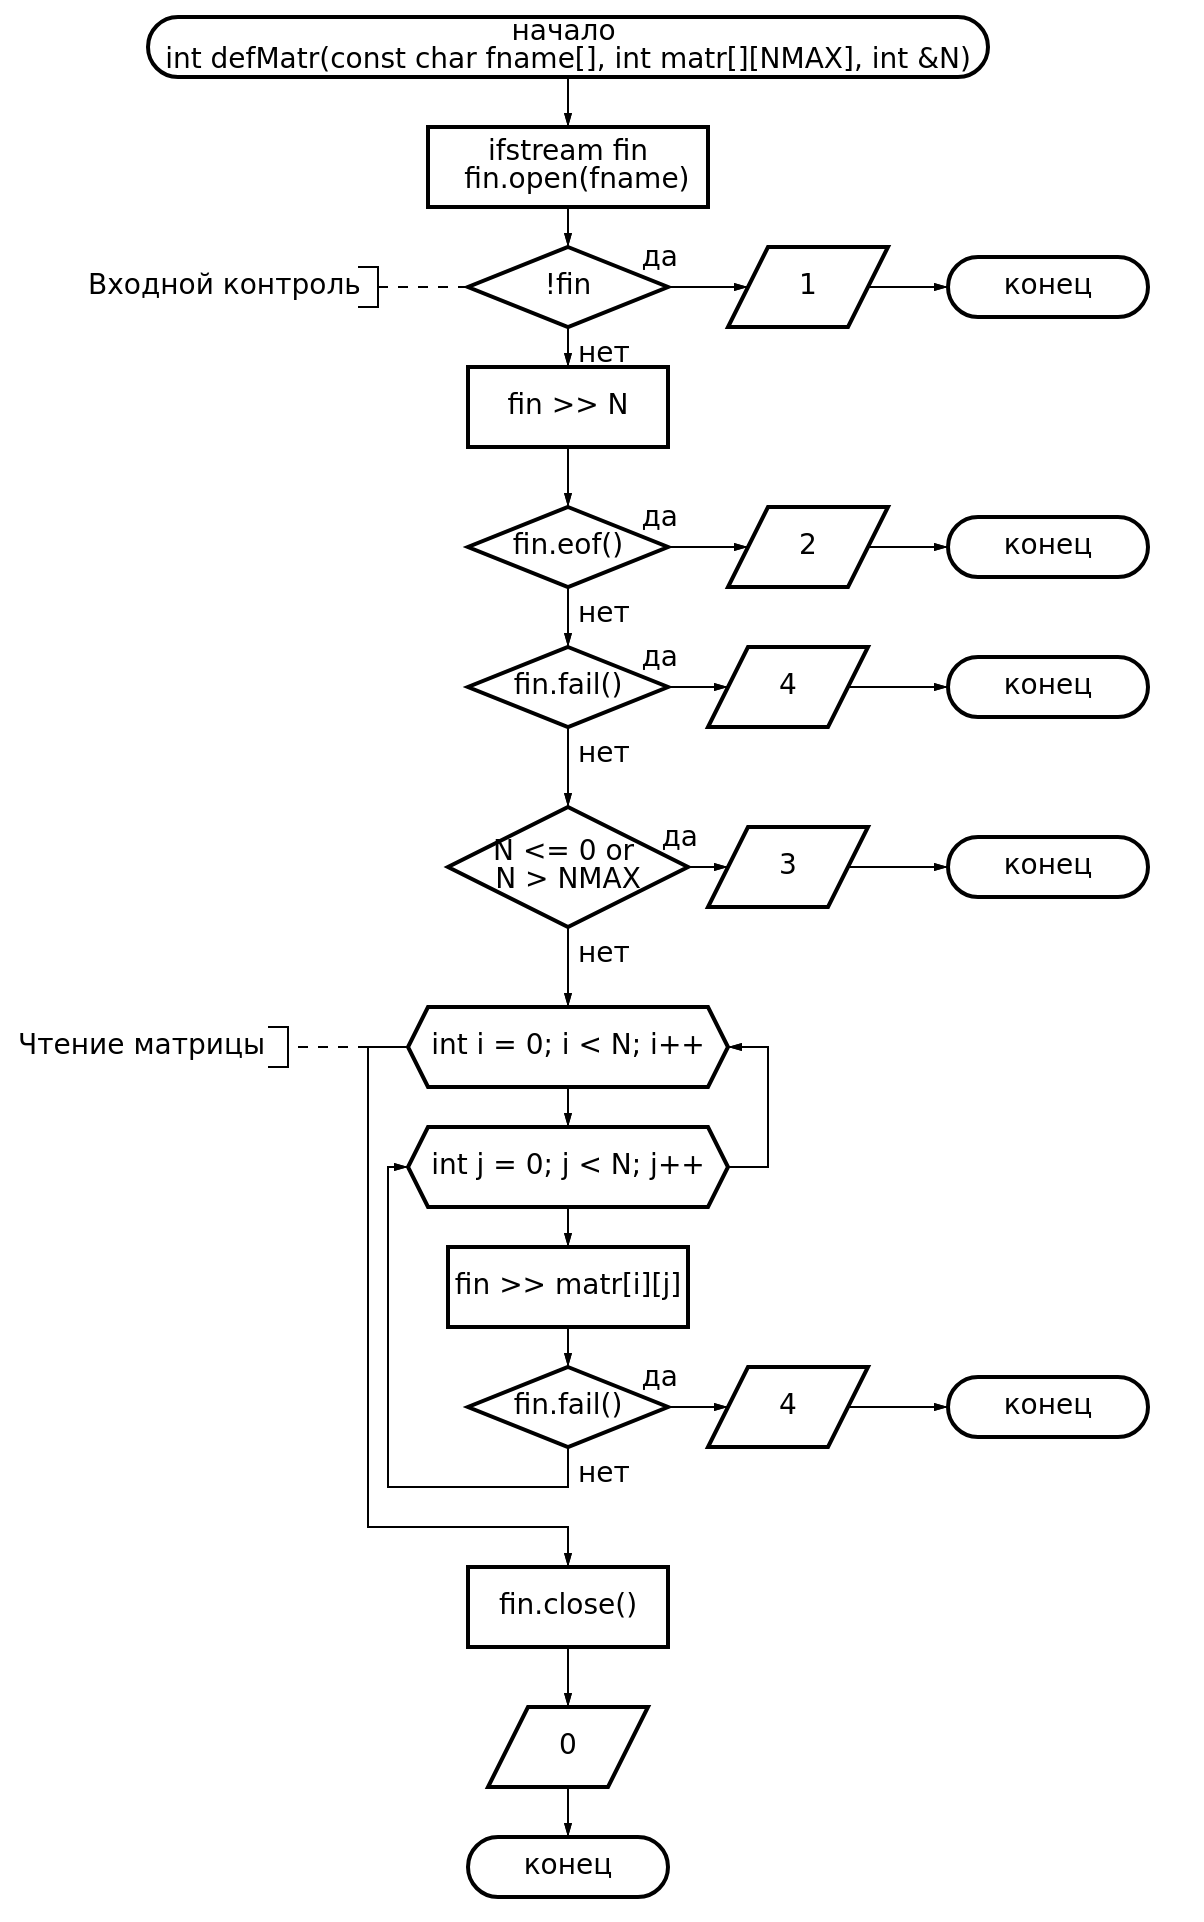 начало
int defMatr(const char fname[], int matr[][NMAX], int &N)
ifstream fin
fin.open(fname)
Входной контроль
!fin
да
1
конец
нет
fin >> N
fin.eof()
да
2
конец
нет
fin.fail()
да
4
конец
нет
N <= 0 or
N > NMAX
да
3
конец
нет
Чтение матрицы
int i = 0; i < N; i++
int j = 0; j < N; j++
fin >> matr[i][j]
fin.fail()
да
4
конец
нет
fin.close()
0
конец